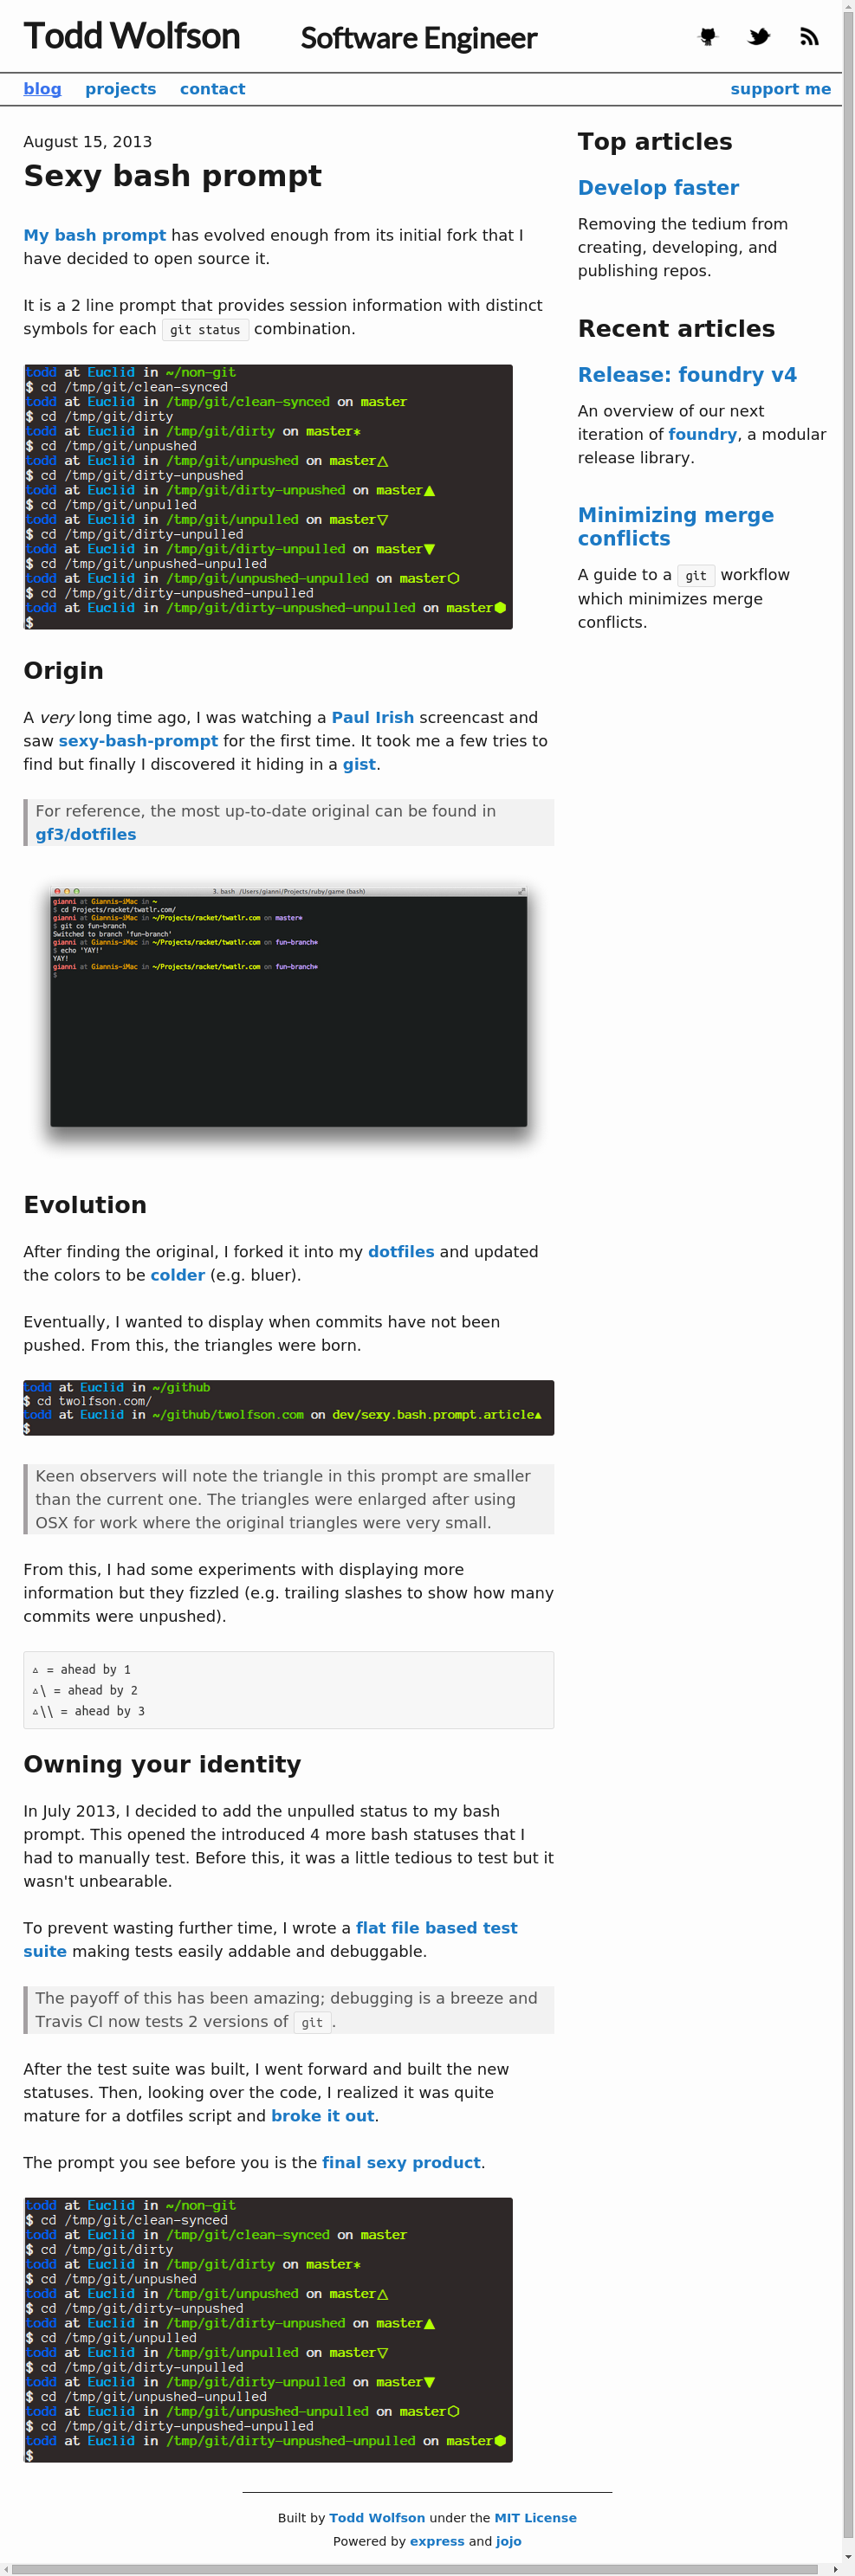 Todd Wolfson
Software Engineer
blog projects contact support me
August 15, 2013
Sexy bash prompt
My bash prompt has evolved enough from its initial fork that I
have decided to open source it.
It is a 2 line prompt that provides session information with distinct
symbols for each git status combination.
todd at Euclid in ~/non-git
$ cd /tmp/git/clean-synced
todd at Euclid in /tmp/git/clean-synced on master
$ cd /tmp/git/dirty
todd at Euclid in /tmp/git/dirty on master*
$ cd /tmp/git/unpushed
todd at Euclid in /tmp/git/unpushed on master△
$ cd /tmp/git/dirty-unpushed
todd at Euclid in /tmp/git/dirty-unpushed on master▲
$ cd /tmp/git/unpulled
todd at Euclid in /tmp/git/unpulled on master▽
$ cd /tmp/git/dirty-unpulled
todd at Euclid in /tmp/git/dirty-unpulled on master▼
$ cd /tmp/git/unpushed-unpulled
todd at Euclid in /tmp/git/unpushed-unpulled on master⬡
$ cd /tmp/git/dirty-unpushed-unpulled
todd at Euclid in /tmp/git/dirty-unpushed-unpulled on master⬢
$
Origin
A very long time ago, I was watching a Paul Irish screencast and
saw sexy-bash-prompt for the first time. It took me a few tries to
find but finally I discovered it hiding in a gist.
For reference, the most up-to-date original can be found in
gf3/dotfiles
3. bash /Users/gianni/Projects/ruby/game (bash)
gianni at Giannis-iMac in ~
$ cd Projects/racket/twatlr.com/
gianni at Giannis-iMac in ~/Projects/racket/twatlr.com on master*
$ git co fun-branch
Switched to branch 'fun-branch'
gianni at Giannis-iMac in ~/Projects/racket/twatlr.com on fun-branch*
$ echo 'YAY!'
YAY!
gianni at Giannis-iMac in ~/Projects/racket/twatlr.com on fun-branch*
$
Evolution
After finding the original, I forked it into my dotfiles and updated
the colors to be colder (e.g. bluer).
Eventually, I wanted to display when commits have not been
pushed. From this, the triangles were born.
todd at Euclid in ~/github
$ cd twolfson.com/
todd at Euclid in ~/github/twolfson.com on dev/sexy.bash.prompt.article▲
$
Keen observers will note the triangle in this prompt are smaller
than the current one. The triangles were enlarged after using
OSX for work where the original triangles were very small.
From this, I had some experiments with displaying more
information but they fizzled (e.g. trailing slashes to show how many
commits were unpushed).
▵ = ahead by 1
▵\ = ahead by 2
▵\\ = ahead by 3
Owning your identity
In July 2013, I decided to add the unpulled status to my bash
prompt. This opened the introduced 4 more bash statuses that I
had to manually test. Before this, it was a little tedious to test but it
wasn't unbearable.
To prevent wasting further time, I wrote a flat file based test
suite making tests easily addable and debuggable.
The payoff of this has been amazing; debugging is a breeze and
Travis CI now tests 2 versions of git.
After the test suite was built, I went forward and built the new
statuses. Then, looking over the code, I realized it was quite
mature for a dotfiles script and broke it out.
The prompt you see before you is the final sexy product.
todd at Euclid in ~/non-git
$ cd /tmp/git/clean-synced
todd at Euclid in /tmp/git/clean-synced on master
$ cd /tmp/git/dirty
todd at Euclid in /tmp/git/dirty on master*
$ cd /tmp/git/unpushed
todd at Euclid in /tmp/git/unpushed on master△
$ cd /tmp/git/dirty-unpushed
todd at Euclid in /tmp/git/dirty-unpushed on master▲
$ cd /tmp/git/unpulled
todd at Euclid in /tmp/git/unpulled on master▽
$ cd /tmp/git/dirty-unpulled
todd at Euclid in /tmp/git/dirty-unpulled on master▼
$ cd /tmp/git/unpushed-unpulled
todd at Euclid in /tmp/git/unpushed-unpulled on master⬡
$ cd /tmp/git/dirty-unpushed-unpulled
todd at Euclid in /tmp/git/dirty-unpushed-unpulled on master⬢
$
Top articles
Develop faster
Removing the tedium from
creating, developing, and
publishing repos.
Recent articles
Release: foundry v4
An overview of our next
iteration of foundry, a modular
release library.
Minimizing merge
conflicts
A guide to a git workflow
which minimizes merge
conflicts.
Built by Todd Wolfson under the MIT License
Powered by express and jojo